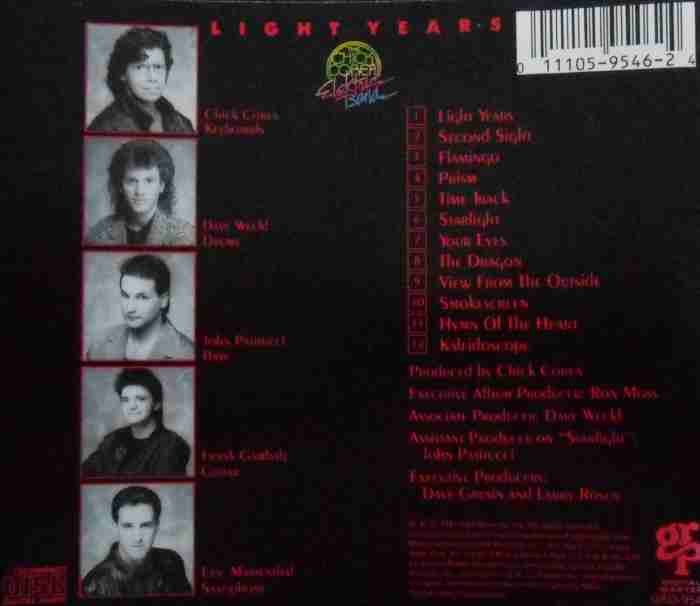 LIGHT YEARS
THE CHICK COREA
Elektric
Band
0 11105-9546-2 4
Chick Corea
Keyboards
Dave Weckl
Drums
John Patitucci
Bass
Frank Gambale
Guitar
Eric Marienthal
Saxophone
1 Light Years
2 Second Sight
3 Flamingo
4 Prism
5 Time Track
6 Starlight
7 Your Eyes
8 The Dragon
9 View From The Outside
10 Smokescreen
11 Hymn Of The Heart
12 Kaleidoscope
Produced by Chick Corea
Executive Album Producer: Ron Moss
Associate Producer: Dave Weckl
Assistant Producer on "Starlight":
John Patitucci
Executive Producers:
Dave Grusin and Larry Rosen
grp
DIGITAL
MASTER
DISC